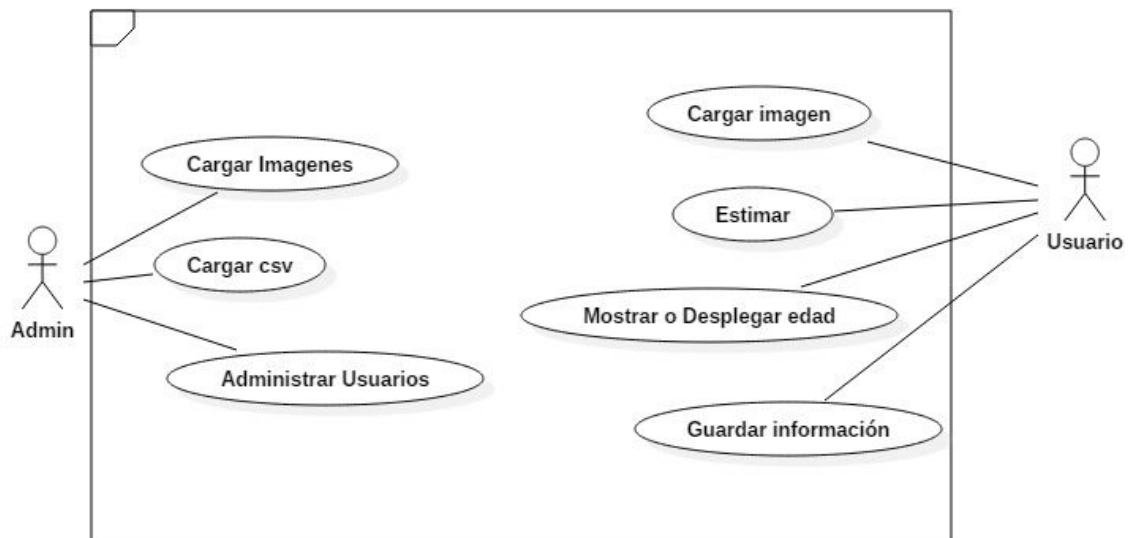 Cargar imagen
Cargar Imagenes
Estimar
Usuario
Cargar csv
Mostrar o Desplegar edad
Admin
Administrar Usuarios
Guardar información